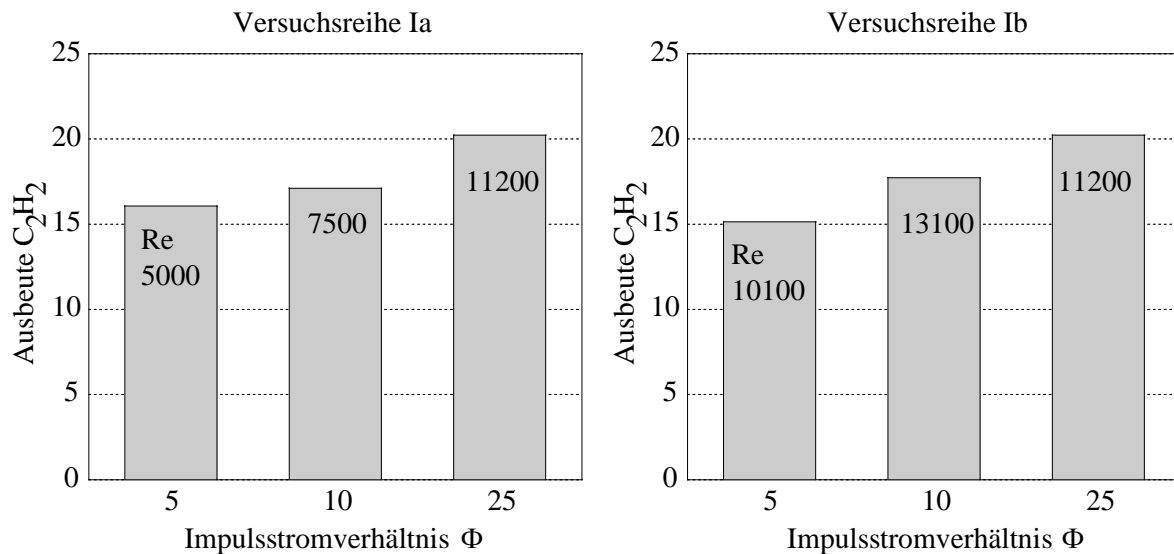 Versuchsreihe Ia
25
20
15
10
5
0
Ausbeute C2H2
Re
5000
7500
11200
5 10 25
Impulsstromverhältnis Φ
Versuchsreihe Ib
25
20
15
10
5
0
Ausbeute C2H2
Re
10100
13100
11200
5 10 25
Impulsstromverhältnis Φ